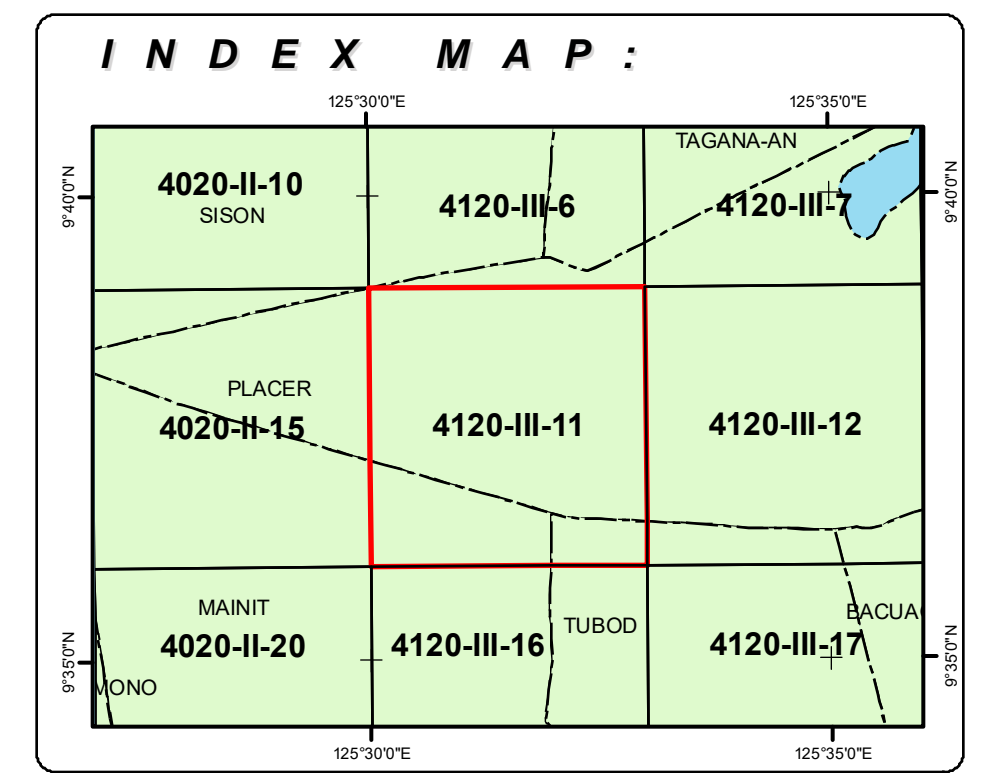 INDEX MAP:
125°30'0"E 125°35'0"E
TAGANA-AN
9°40'0"N 9°40'0"N
4020-II-10 4120-III-6 4120-III-7
SISON
PLACER
4020-II-15 4120-III-11 4120-III-12
MAINIT TUBOD BACUA
4020-II-20 4120-III-16 4120-III-17
9°35'0"N 9°35'0"N
MONO
125°30'0"E 125°35'0"E